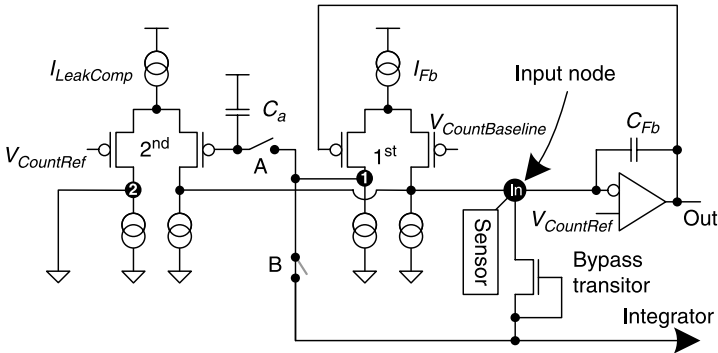 I_LeakComp
I_Fb
Input node
C_a
V_CountBaseline
C_Fb
2nd
1st
V_CountRef
A
2
1
In
V_CountRef
Out
Sensor
B
Bypass
transitor
Integrator